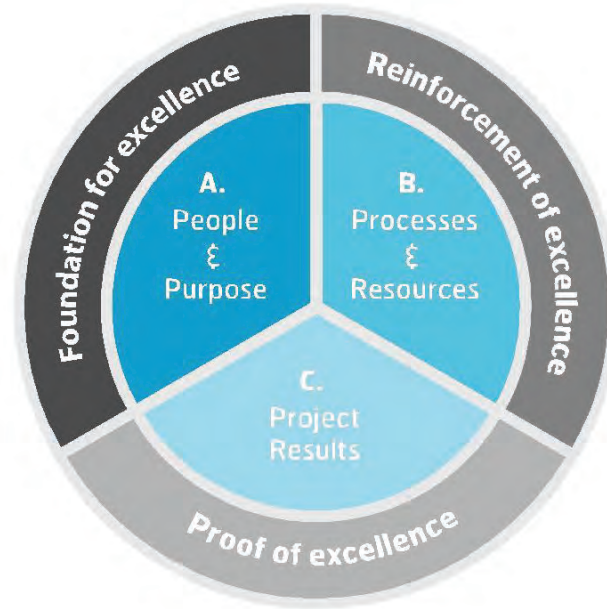 Foundation for excellence
Reinforcement of excellence
A.
People
&
Purpose
B.
Processes
&
Resources
C.
Project
Results
Proof of excellence